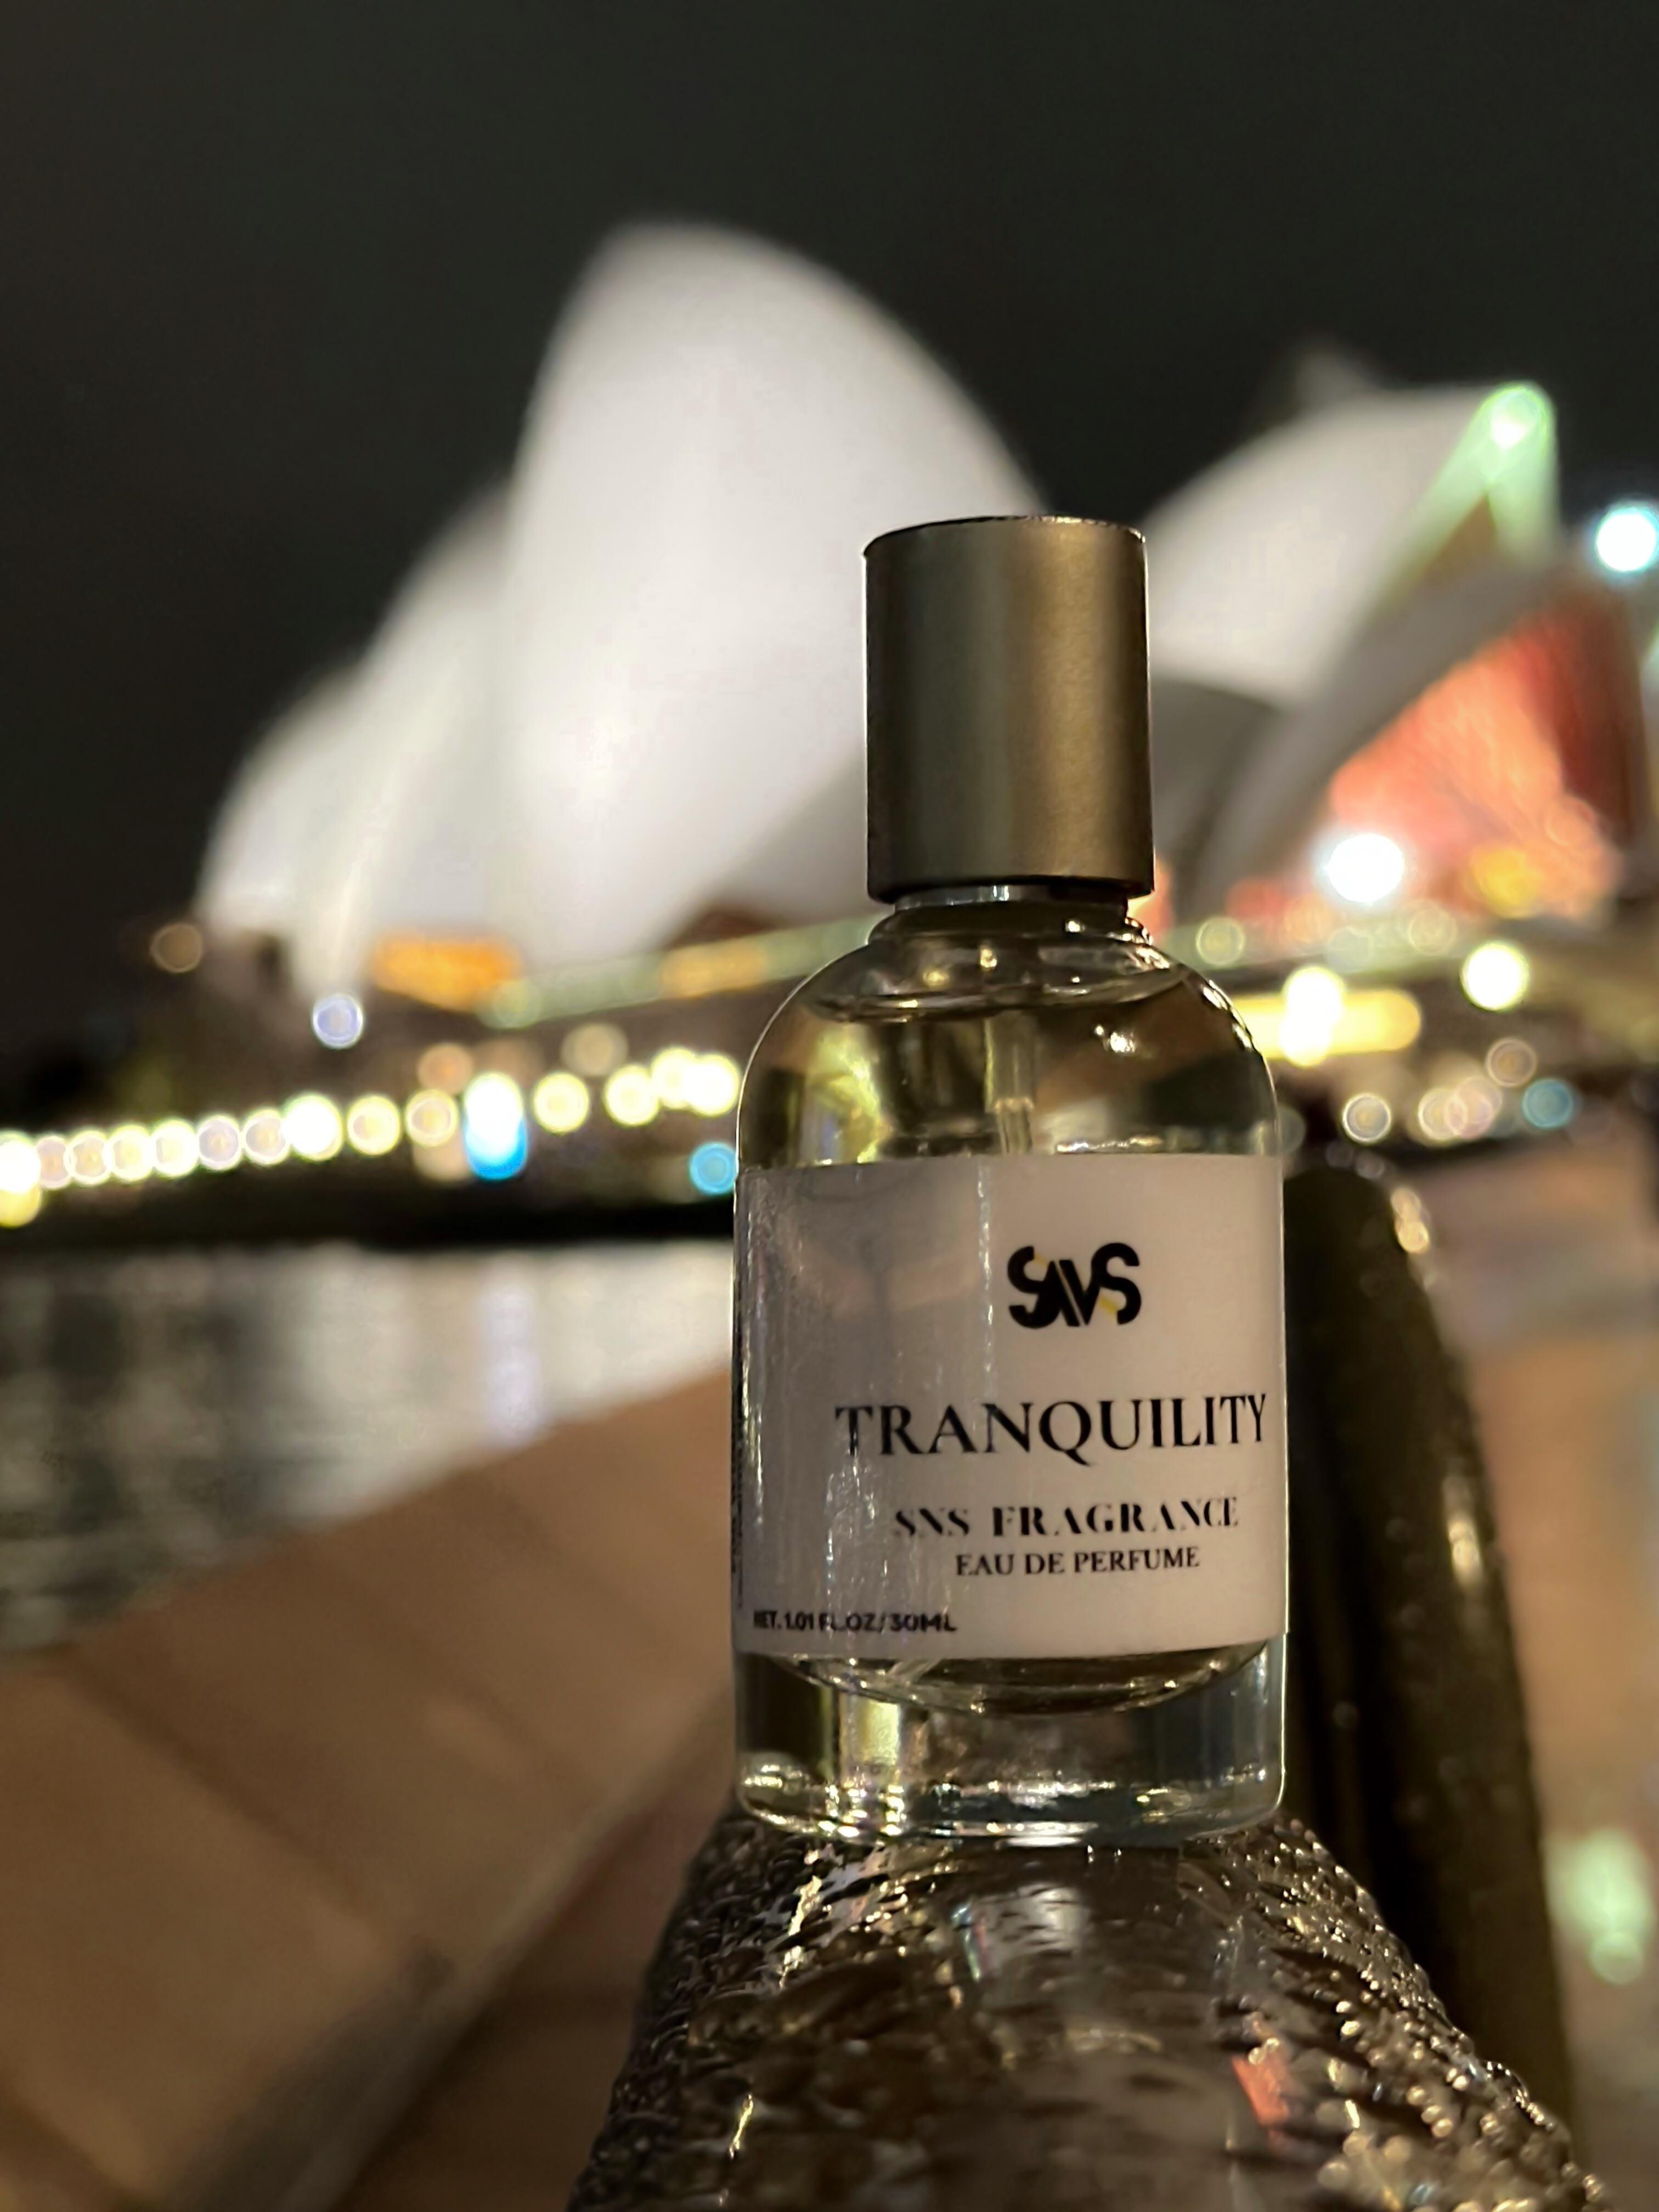 SNS
TRANQUILITY
SNS FRAGRANCE
EAU DE PERFUME
NET. 1.01 FL.OZ/30ML